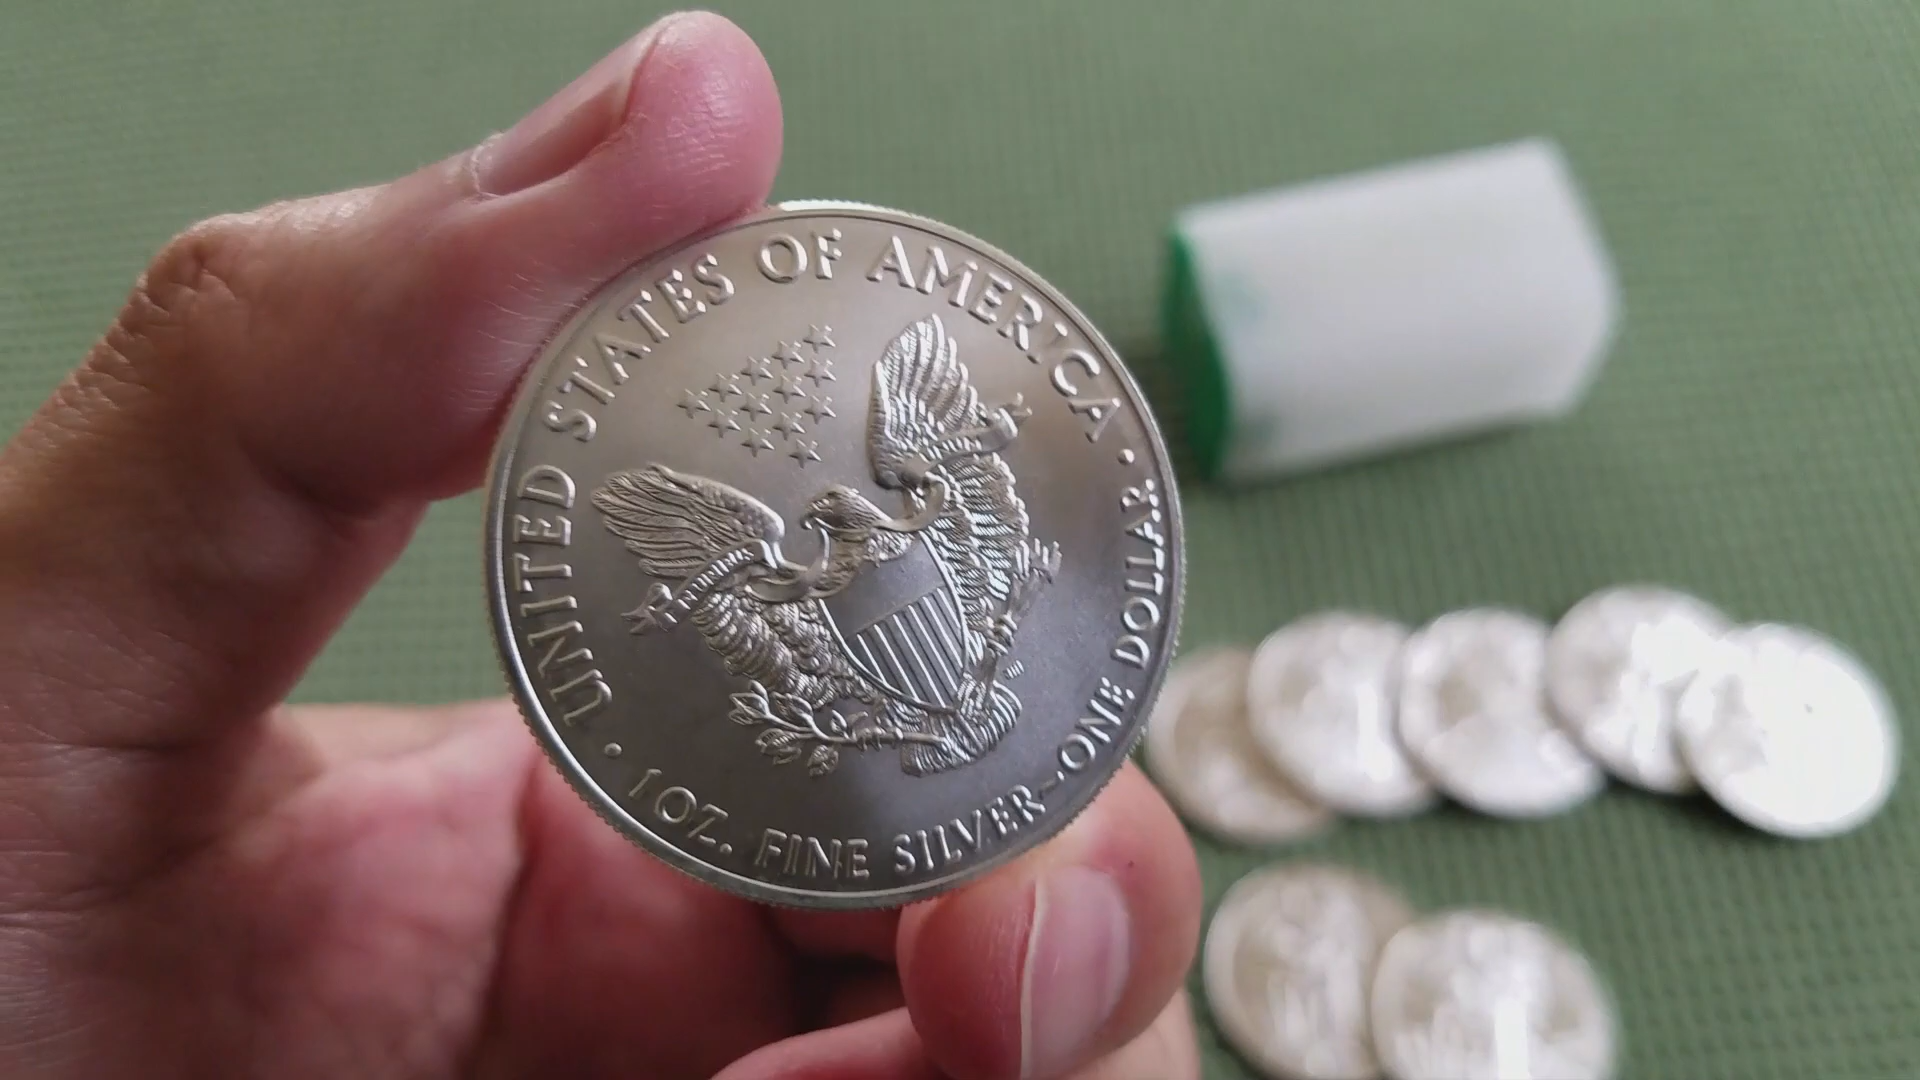 UNITED STATES OF AMERICA
• 1 OZ. FINE SILVER~ONE DOLLAR •